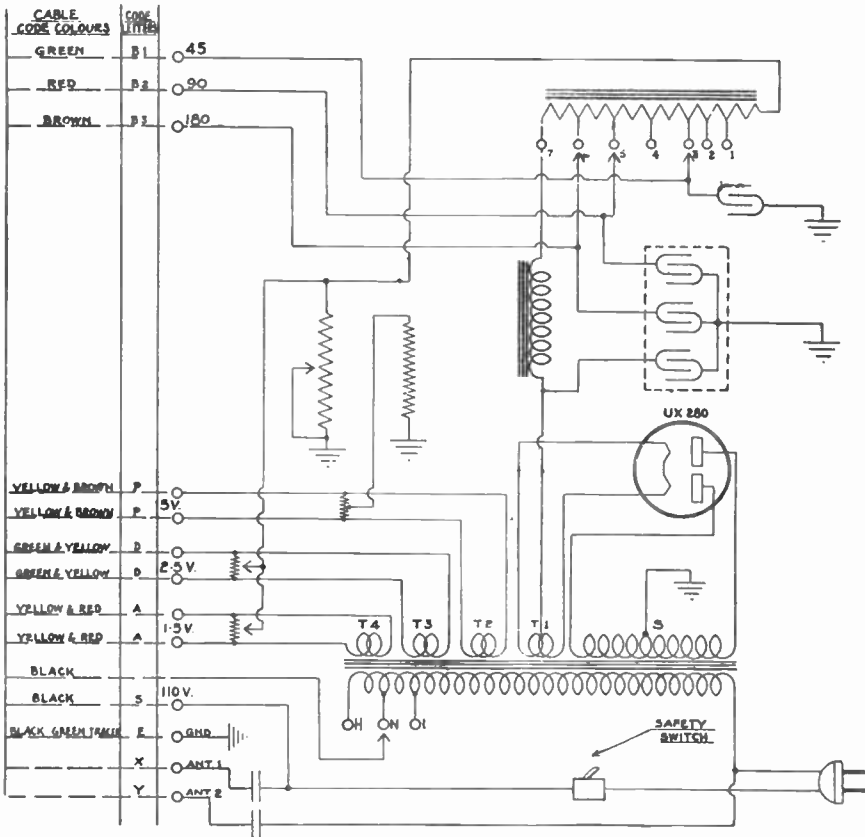 CABLE
CODE COLOURS
CODE
LETTERS
GREEN B1 45
RED B2 90
BROWN B3 180
7 5 4 3 2 1
UX 280
YELLOW & BROWN P
5V.
YELLOW & BROWN P
GREEN & YELLOW D
2·5 V.
GREEN & YELLOW D
YELLOW & RED A
1·5V.
YELLOW & RED A
T4 T3 T2 T1 S
BLACK
BLACK S 110 V.
H N L
BLACK GREEN TRACER E GND
SAFETY
SWITCH
X ANT 1
Y ANT 2